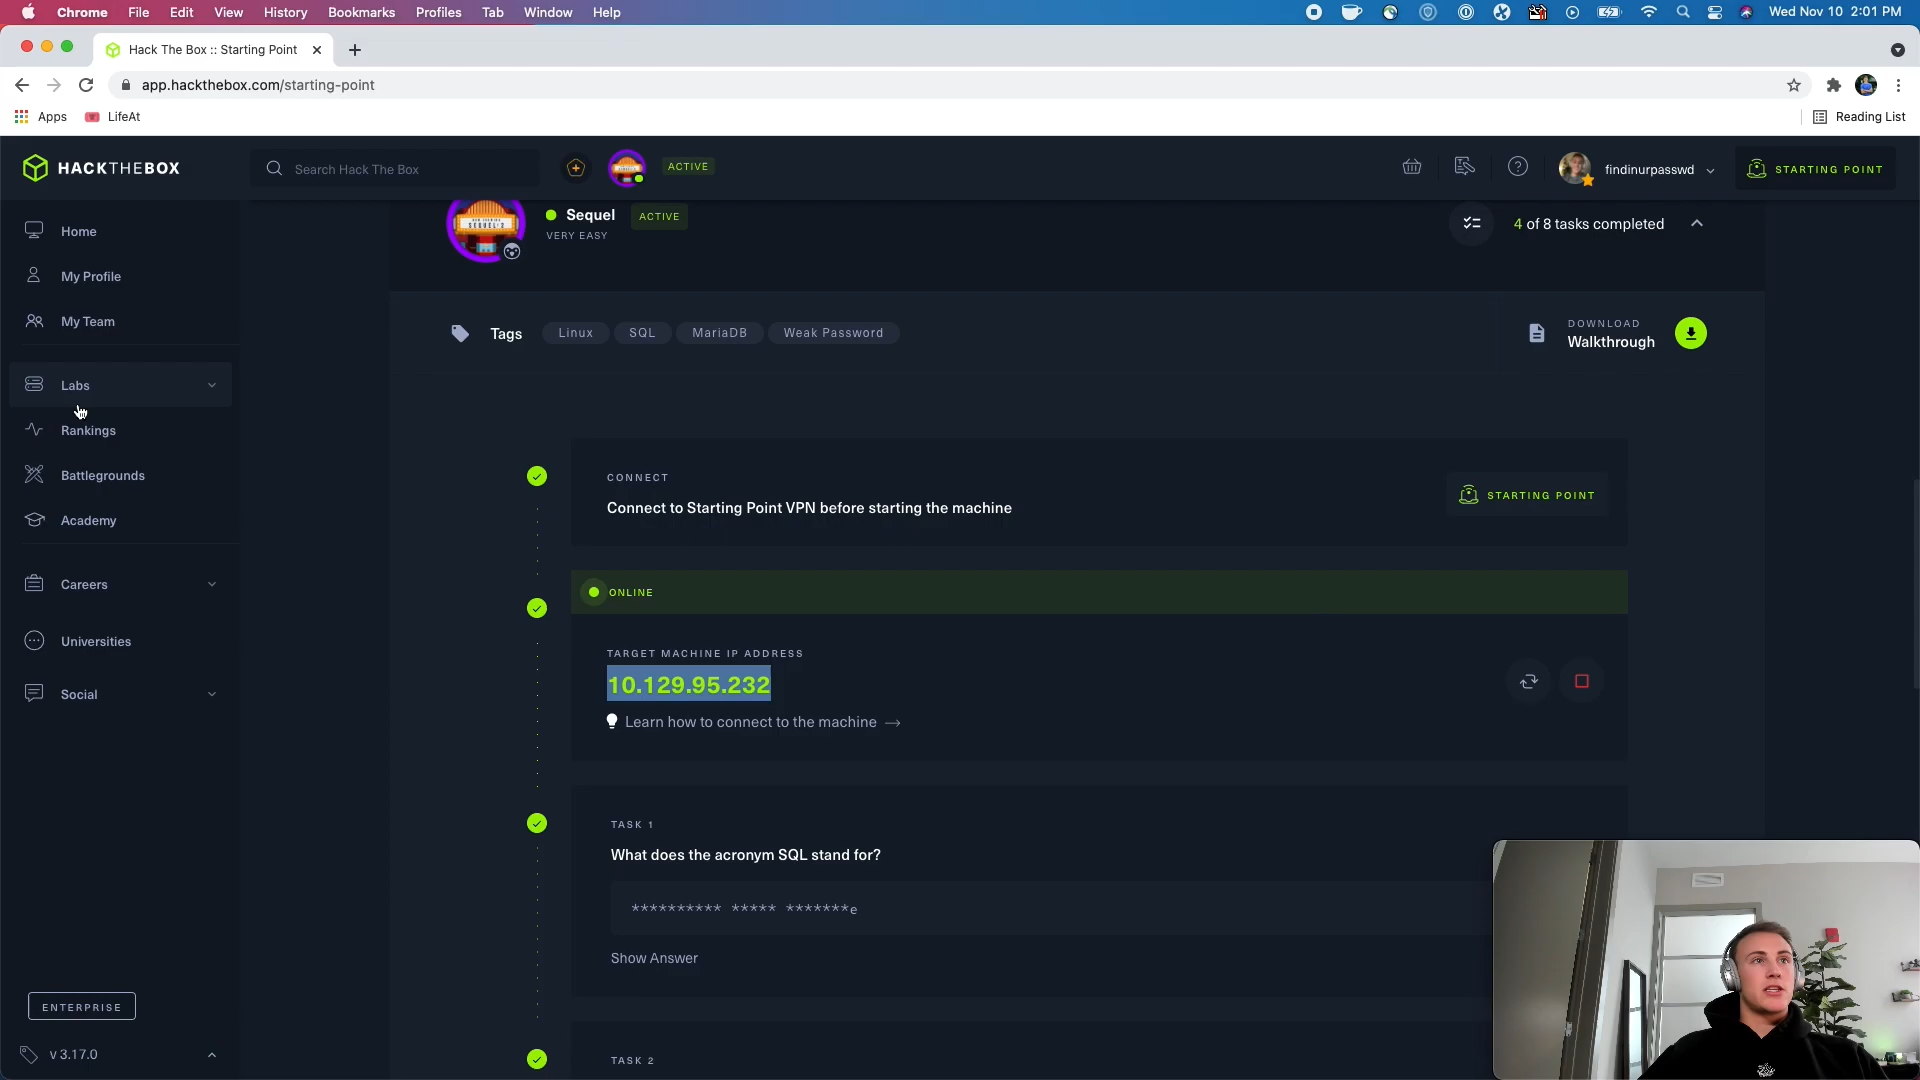 Chrome File Edit View History Bookmarks Profiles Tab Window Help Wed Nov 10 2:01 PM
Hack The Box :: Starting Point
app.hackthebox.com/starting-point
Apps LifeAt Reading List
HACKTHEBOX Search Hack The Box ACTIVE findinurpasswd STARTING POINT
Home
My Profile
My Team
Labs
Rankings
Battlegrounds
Academy
Careers
Universities
Social
ENTERPRISE
v 3.17.0
Sequel ACTIVE
VERY EASY
4 of 8 tasks completed
Tags Linux SQL MariaDB Weak Password
DOWNLOAD
Walkthrough
CONNECT
Connect to Starting Point VPN before starting the machine
STARTING POINT
ONLINE
TARGET MACHINE IP ADDRESS
10.129.95.232
Learn how to connect to the machine →
TASK 1
What does the acronym SQL stand for?
********** ***** *******e
Show Answer
TASK 2